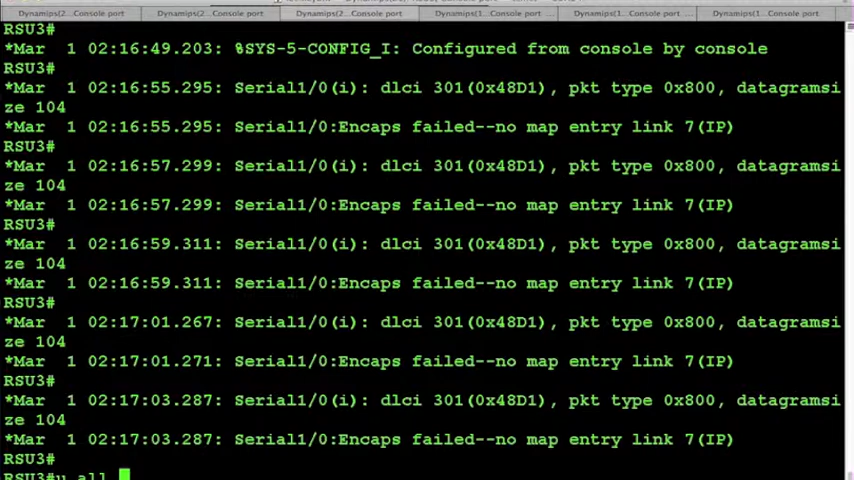 Dynamips(2...Console port
Dynamips(2...Console port
Dynamips(2...Console port
Dynamips(1...Console port
Dynamips(1...Console port
Dynamips(1...Console port
RSU3#
*Mar  1 02:16:49.203: %SYS-5-CONFIG_I: Configured from console by console
RSU3#
*Mar  1 02:16:55.295: Serial1/0(i): dlci 301(0x48D1), pkt type 0x800, datagramsi
ze 104
*Mar  1 02:16:55.295: Serial1/0:Encaps failed--no map entry link 7(IP)
RSU3#
*Mar  1 02:16:57.299: Serial1/0(i): dlci 301(0x48D1), pkt type 0x800, datagramsi
ze 104
*Mar  1 02:16:57.299: Serial1/0:Encaps failed--no map entry link 7(IP)
RSU3#
*Mar  1 02:16:59.311: Serial1/0(i): dlci 301(0x48D1), pkt type 0x800, datagramsi
ze 104
*Mar  1 02:16:59.311: Serial1/0:Encaps failed--no map entry link 7(IP)
RSU3#
*Mar  1 02:17:01.267: Serial1/0(i): dlci 301(0x48D1), pkt type 0x800, datagramsi
ze 104
*Mar  1 02:17:01.271: Serial1/0:Encaps failed--no map entry link 7(IP)
RSU3#
*Mar  1 02:17:03.287: Serial1/0(i): dlci 301(0x48D1), pkt type 0x800, datagramsi
ze 104
*Mar  1 02:17:03.287: Serial1/0:Encaps failed--no map entry link 7(IP)
RSU3#
RSU3#u all